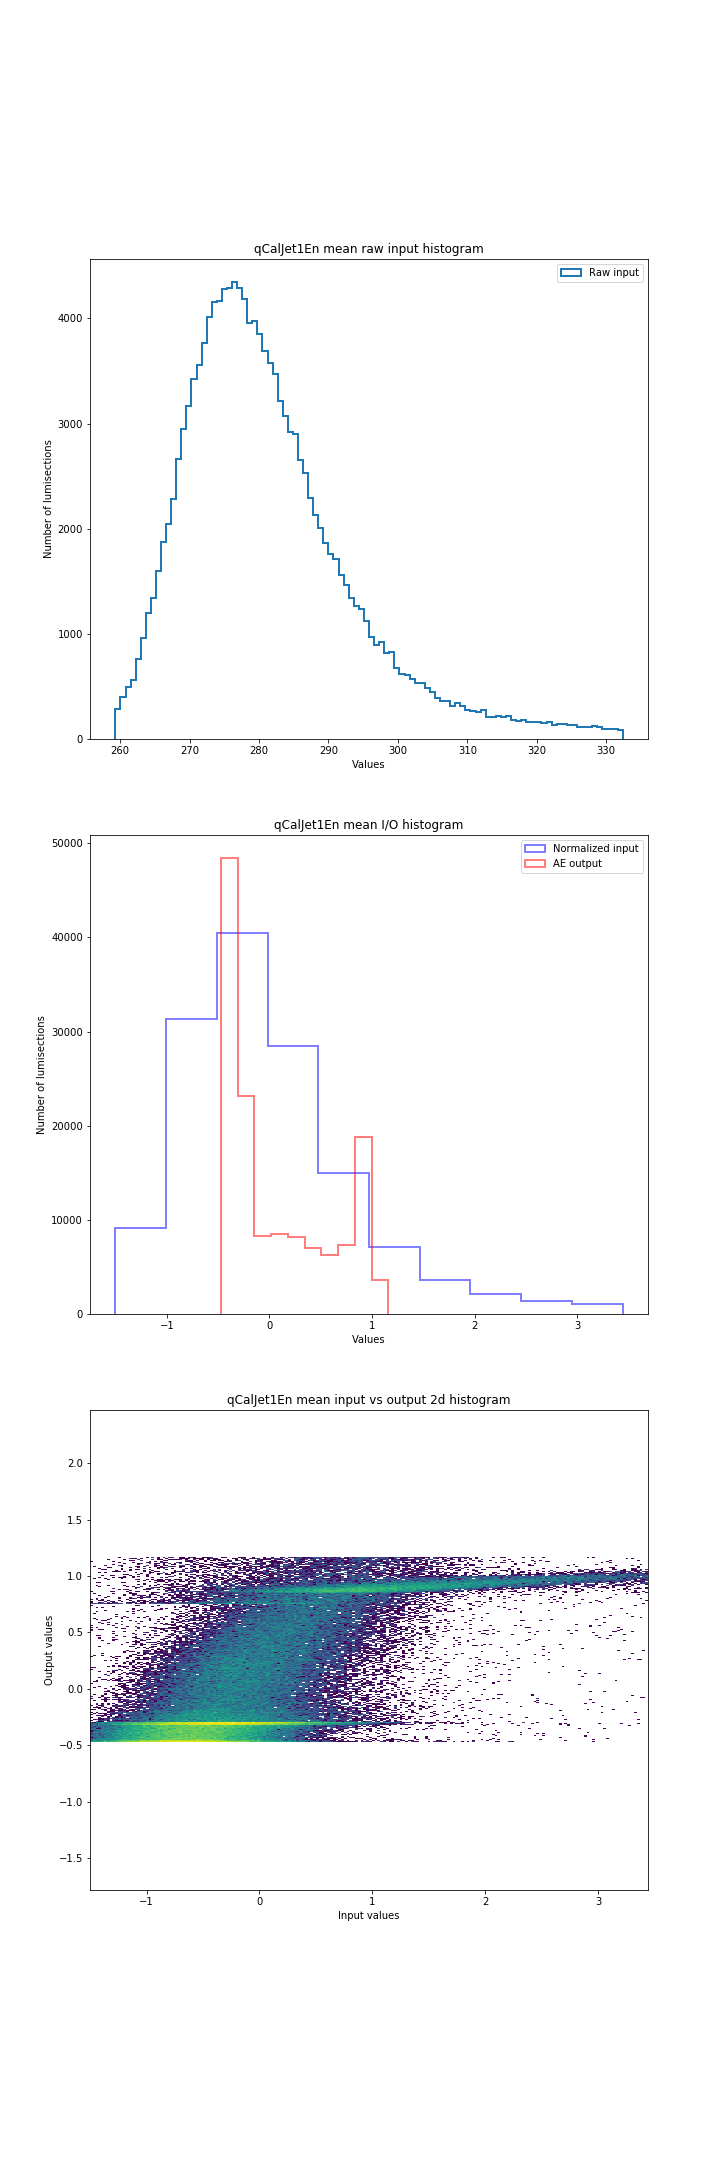 qCalJet1En mean raw input histogram
Raw input
Number of lumisections
4000
3000
2000
1000
0
260 270 280 290 300 310 320 330
Values
qCalJet1En mean I/O histogram
Normalized input
AE output
Number of lumisections
50000
40000
30000
20000
10000
0
−1 0 1 2 3
Values
qCalJet1En mean input vs output 2d histogram
Output values
2.0
1.5
1.0
0.5
0.0
−0.5
−1.0
−1.5
−1 0 1 2 3
Input values